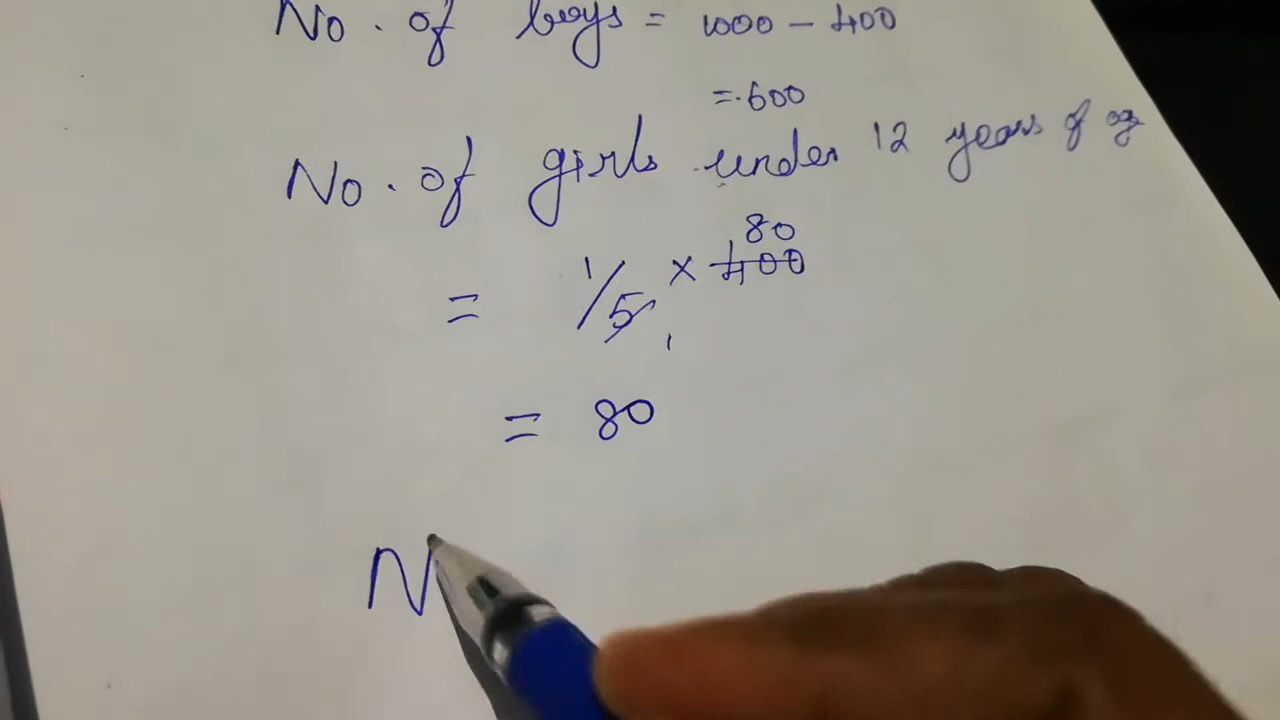 No. of boys = 1000 - 400
= 600
No. of girls under 12 years of age
80
= 1/5 × 400
1
= 80
N